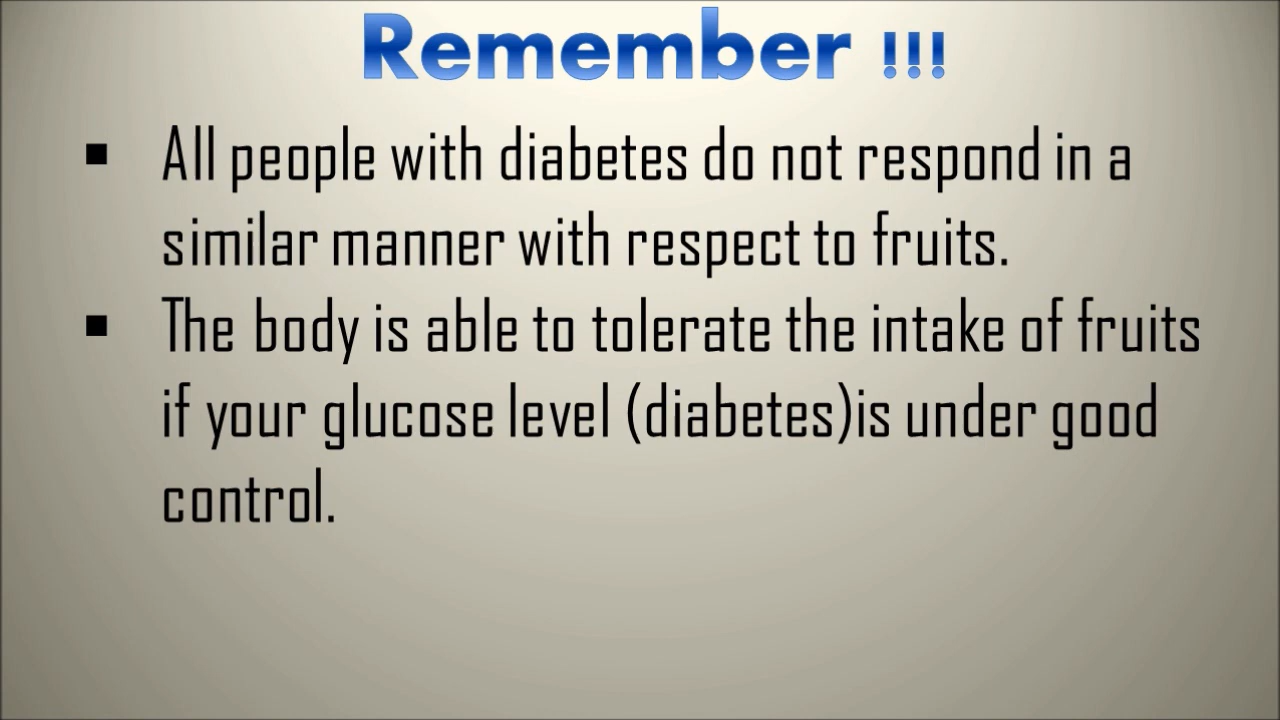 Remember !!!
▪ All people with diabetes do not respond in a
similar manner with respect to fruits.
▪ The body is able to tolerate the intake of fruits
if your glucose level (diabetes)is under good
control.